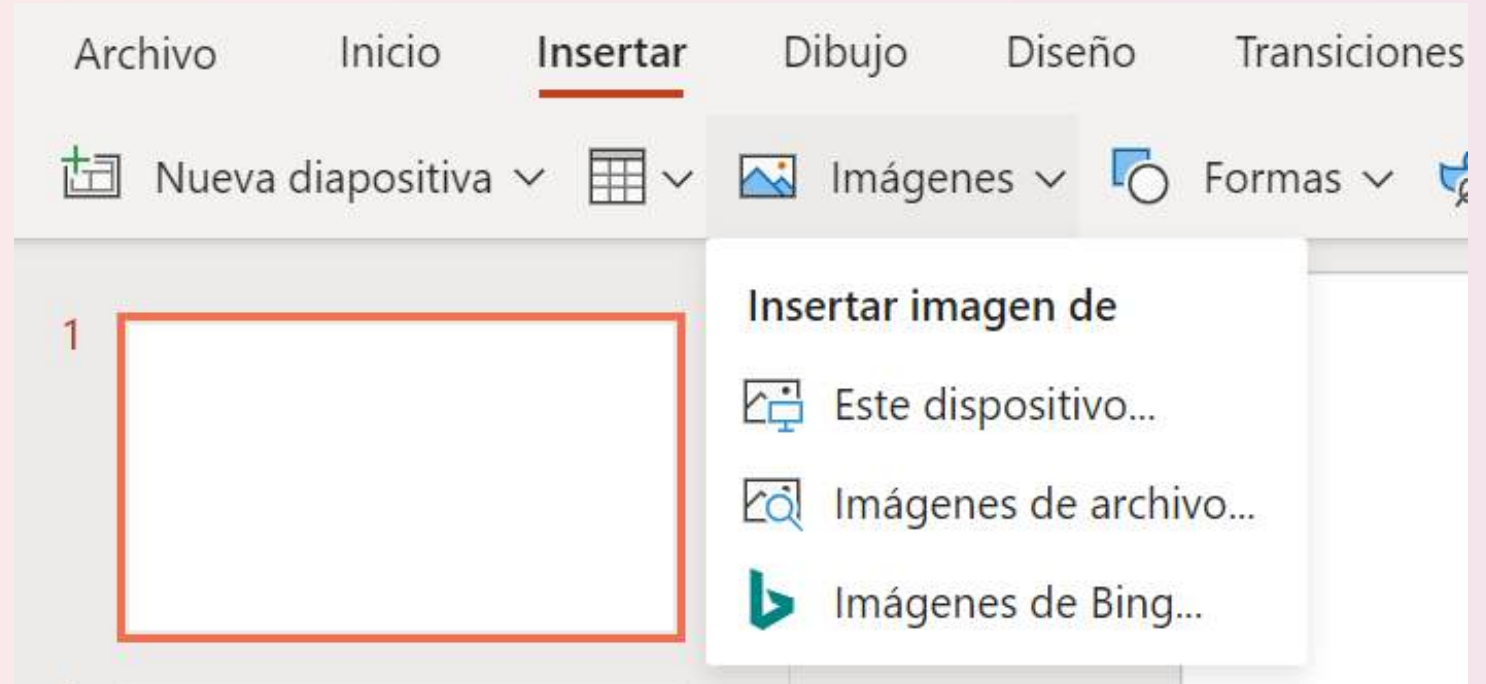 Archivo Inicio Insertar Dibujo Diseño Transiciones
Nueva diapositiva Imágenes Formas
1
Insertar imagen de
Este dispositivo...
Imágenes de archivo...
Imágenes de Bing...